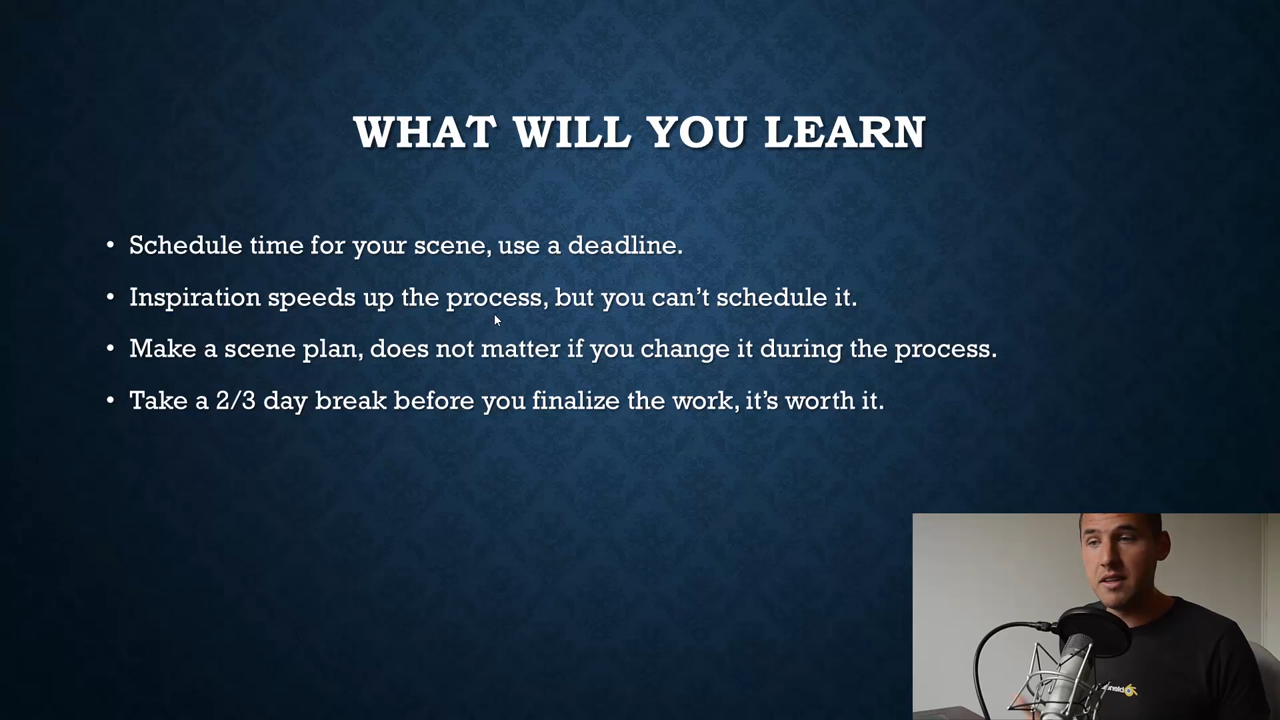 WHAT WILL YOU LEARN
• Schedule time for your scene, use a deadline.
• Inspiration speeds up the process, but you can’t schedule it.
• Make a scene plan, does not matter if you change it during the process.
• Take a 2/3 day break before you finalize the work, it’s worth it.